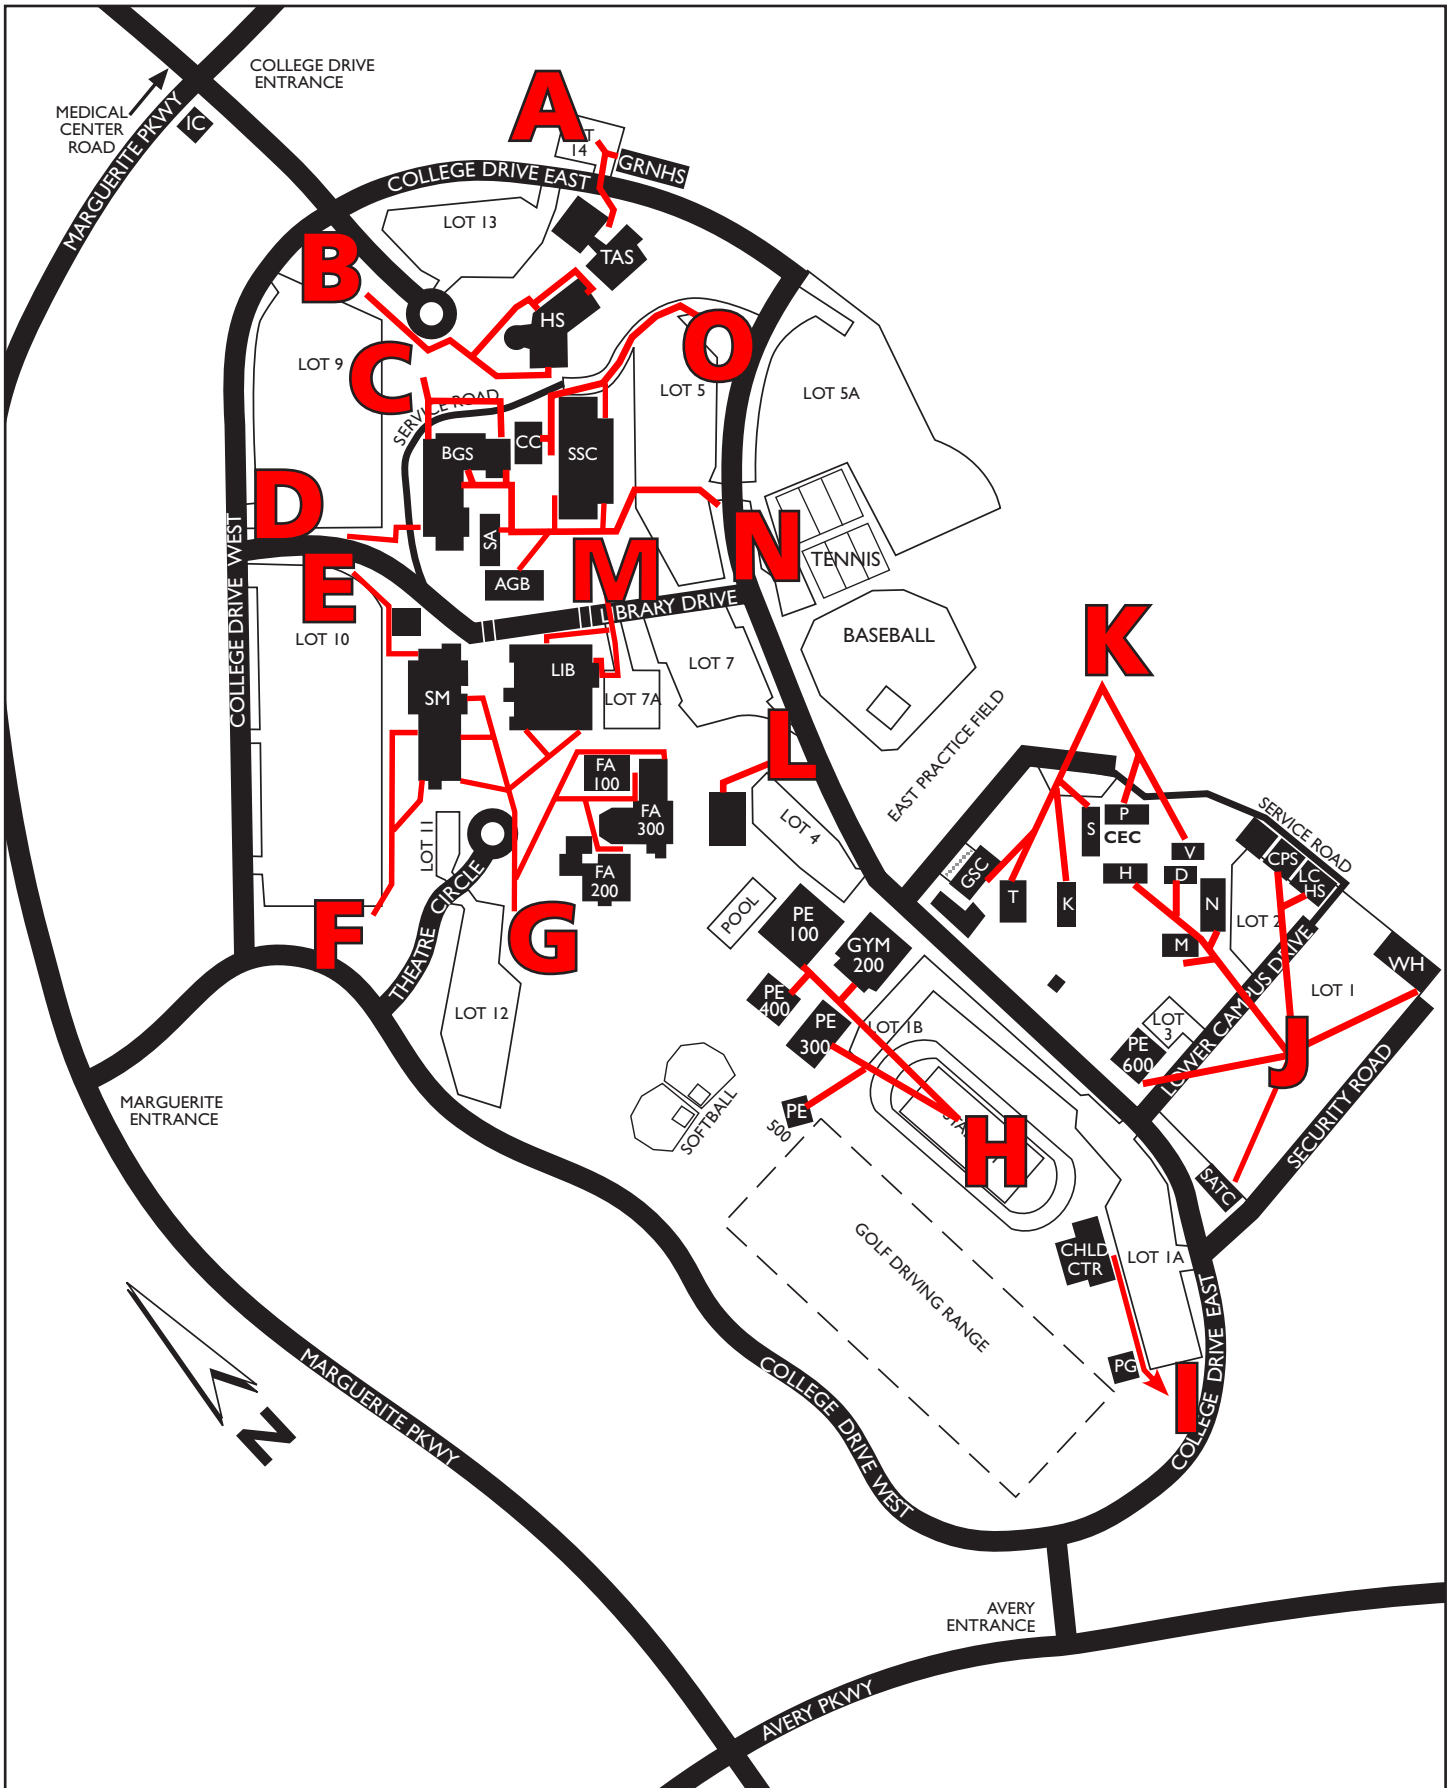 COLLEGE DRIVE
ENTRANCE
MEDICAL
CENTER
ROAD
IC
MARGUERITE PKWY
A
14
GRNHS
COLLEGE DRIVE EAST
LOT 13
TAS
B
HS
O
LOT 9
C
LOT 5
LOT 5A
SERVICE ROAD
BGS
CC
SSC
D
SA
N
M
TENNIS
AGB
E
LIBRARY DRIVE
COLLEGE DRIVE WEST
LOT 10
BASEBALL
K
LIB
LOT 7
SM
LOT 7A
L
EAST PRACTICE FIELD
FA
100
FA
300
FA
200
LOT 4
LOT 11
S
P
CEC
SERVICE ROAD
V
CPS
LC
HS
GSC
H
D
T
K
N
LOT 2
M
WH
THEATRE CIRCLE
POOL
PE
100
GYM
200
F
G
LOT 12
PE
400
PE
300
LOT 1B
LOT 1
LOT
3
PE
600
LOWER CAMPUS DRIVE
J
SECURITY ROAD
MARGUERITE
ENTRANCE
SOFTBALL
PE
500
H
SATC
CHLD
CTR
LOT 1A
GOLF DRIVING RANGE
PG
I
COLLEGE DRIVE EAST
N
MARGUERITE PKWY
COLLEGE DRIVE WEST
AVERY
ENTRANCE
AVERY PKWY